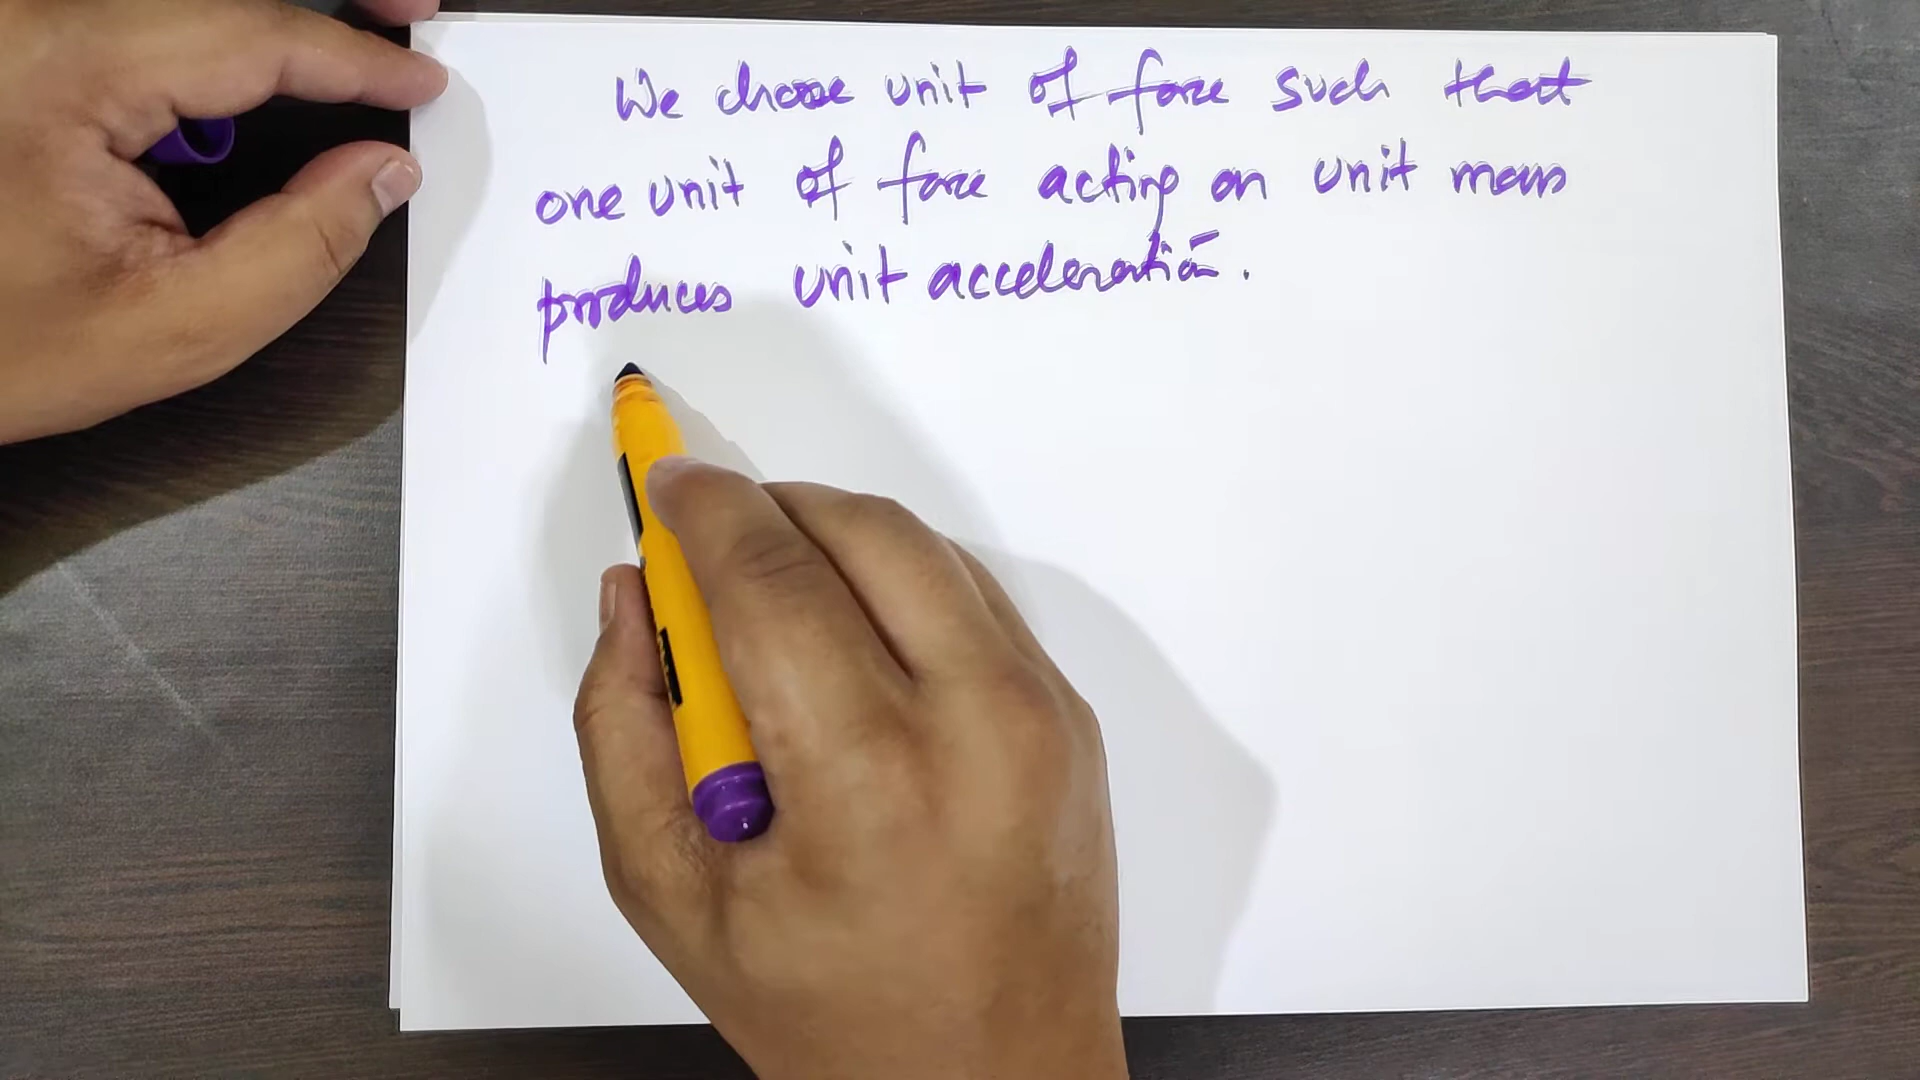 We choose unit of force such that
one unit of force acting on unit mass
produces unit acceleration.